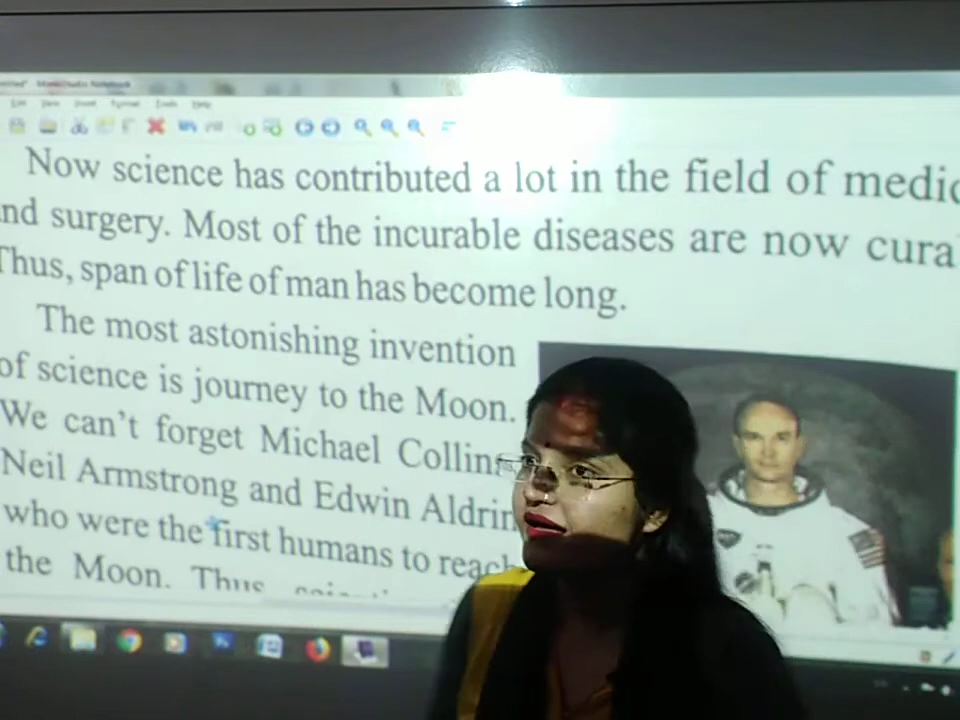 Now science has contributed a lot in the field of medic
nd surgery. Most of the incurable diseases are now cura
Thus, span of life of man has become long.
The most astonishing invention
of science is journey to the Moon.
We can't forget Michael Collin
Neil Armstrong and Edwin Aldrin
who were the first humans to reach
the Moon. Thus